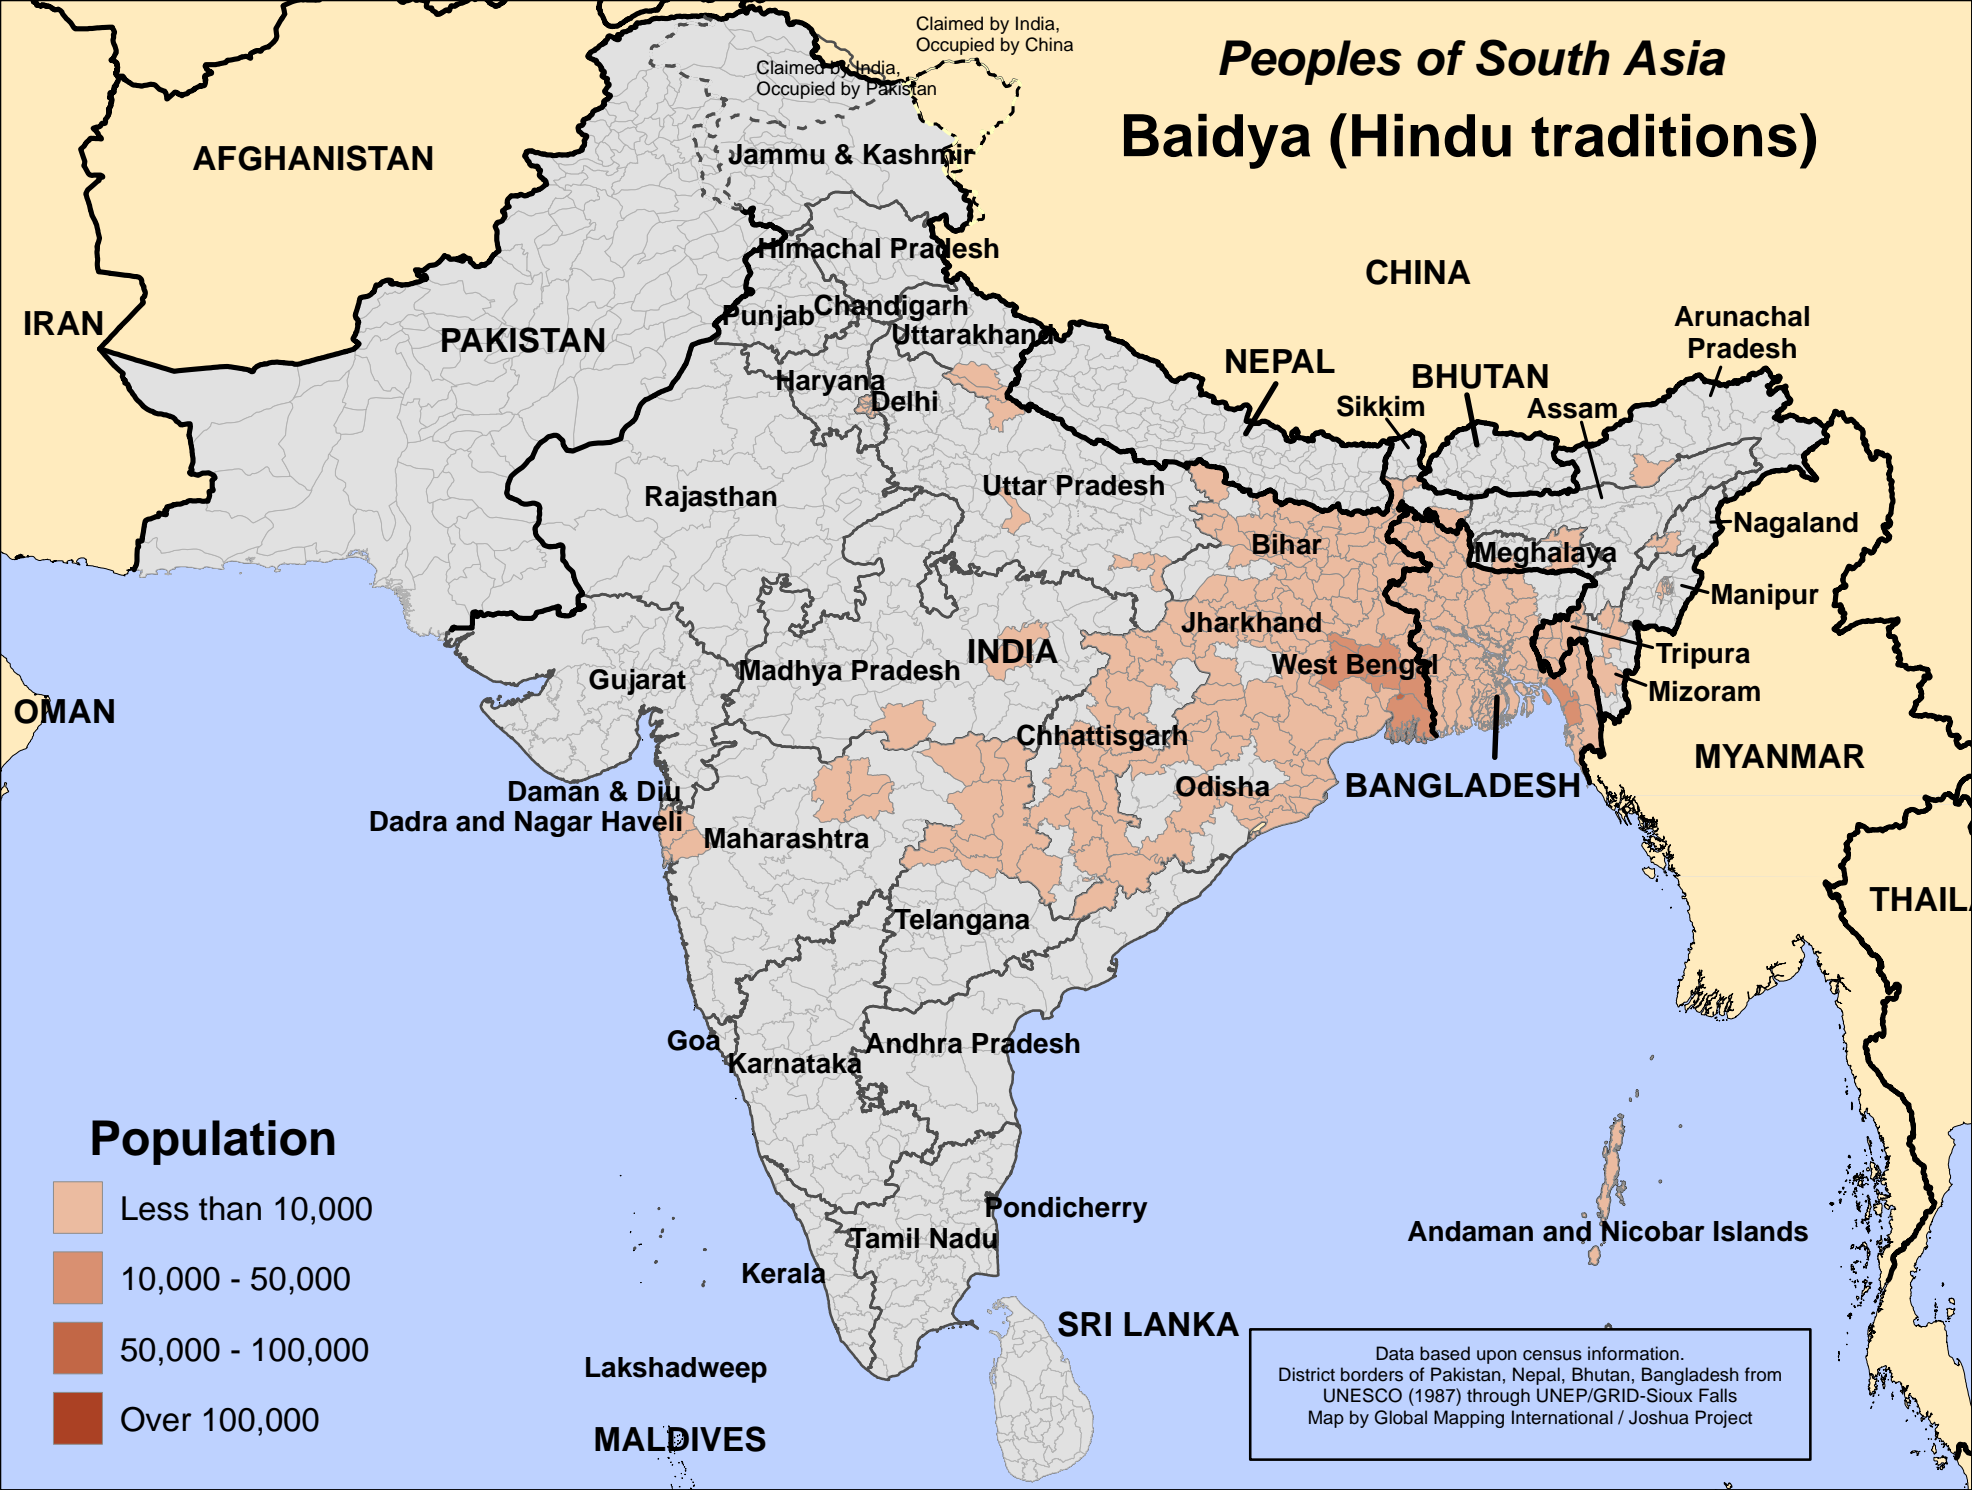 Claimed by India,
Occupied by China
Peoples of South Asia
Claimed by India,
Occupied by Pakistan
Baidya (Hindu traditions)
AFGHANISTAN
Jammu & Kashmir
Himachal Pradesh
CHINA
IRAN
PAKISTAN
Punjab
Chandigarh
Uttarakhand
Arunachal
Pradesh
NEPAL
BHUTAN
Haryana
Delhi
Sikkim
Assam
Rajasthan
Uttar Pradesh
Nagaland
Bihar
Meghalaya
Manipur
Jharkhand
INDIA
West Bengal
Tripura
Gujarat
Madhya Pradesh
Mizoram
OMAN
Chhattisgarh
MYANMAR
Daman & Diu
Odisha
BANGLADESH
Dadra and Nagar Haveli
Maharashtra
THAIL
Telangana
Goa
Karnataka
Andhra Pradesh
Population
Less than 10,000
10,000 - 50,000
50,000 - 100,000
Over 100,000
Pondicherry
Tamil Nadu
Andaman and Nicobar Islands
Kerala
SRI LANKA
Lakshadweep
MALDIVES
Data based upon census information.
District borders of Pakistan, Nepal, Bhutan, Bangladesh from
UNESCO (1987) through UNEP/GRID-Sioux Falls
Map by Global Mapping International / Joshua Project